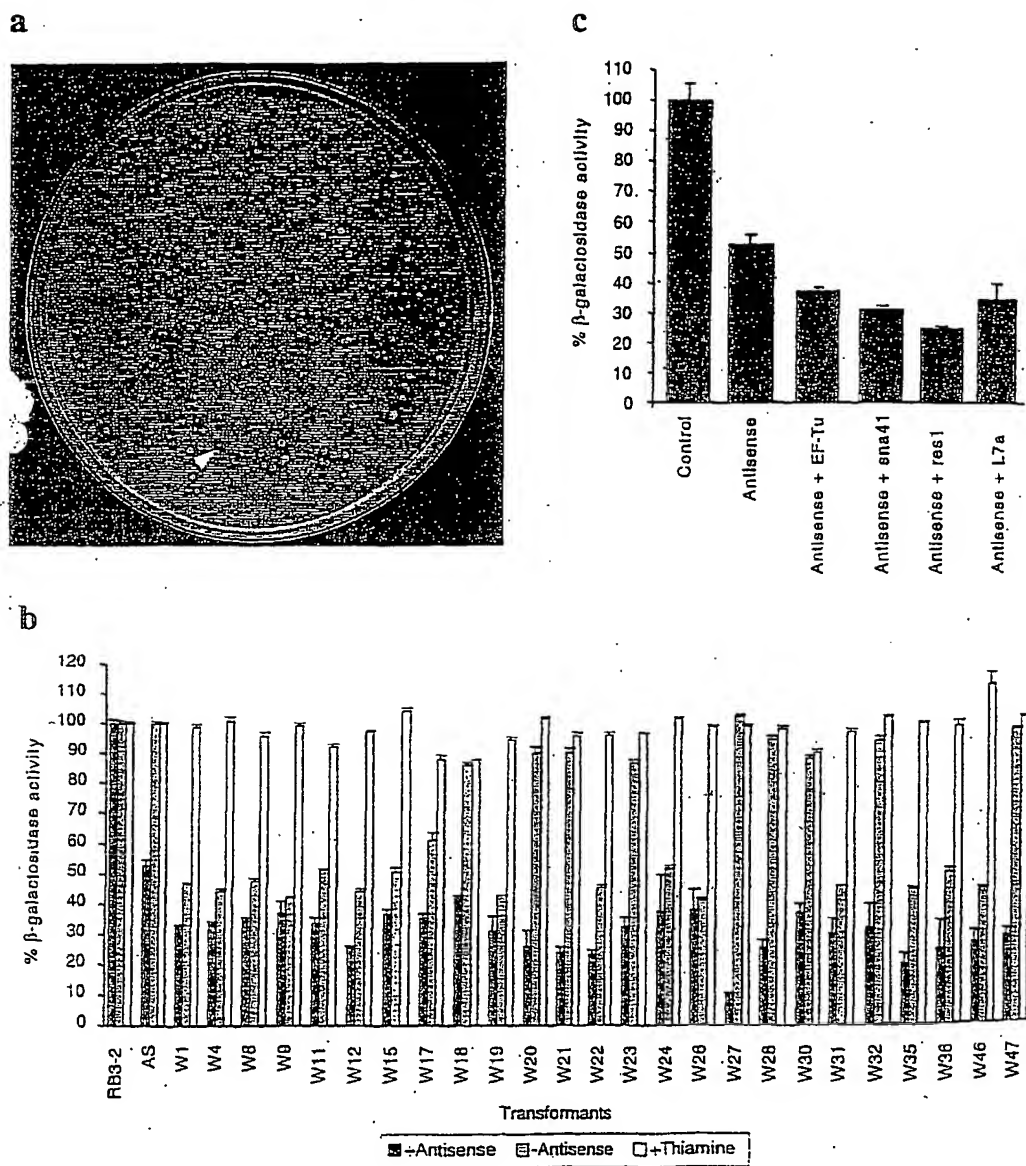 a
c
110
100
90
80
70
60
50
40
30
20
10
0
% β-galaclosidase activity
Control
Antisense
Antisense + EF-Tu
Antisense + sna41
Antisense + res1
Antisense + L7a
b
120
110
100
90
80
70
60
50
40
30
20
10
0
% β-galactosidase activity
RB3-2
AS
W1
W4
W8
W9
W11
W12
W15
W17
W18
W19
W20
W21
W22
W23
W24
W26
W27
W28
W30
W31
W32
W35
W36
W46
W47
Transformants
+Antisense -Antisense +Thiamine